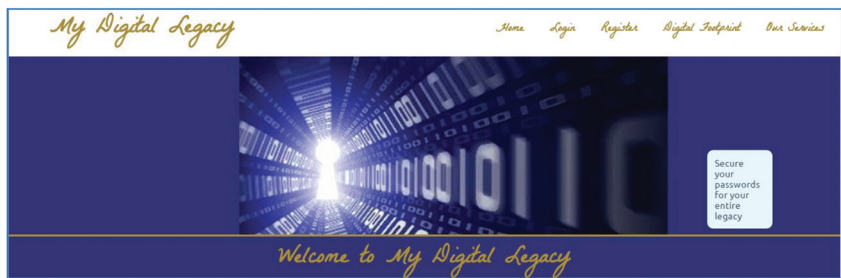 My Digital Legacy
Home Login Register Digital Footprint Our Services
Secure
your
passwords
for your
entire
legacy
Welcome to My Digital Legacy